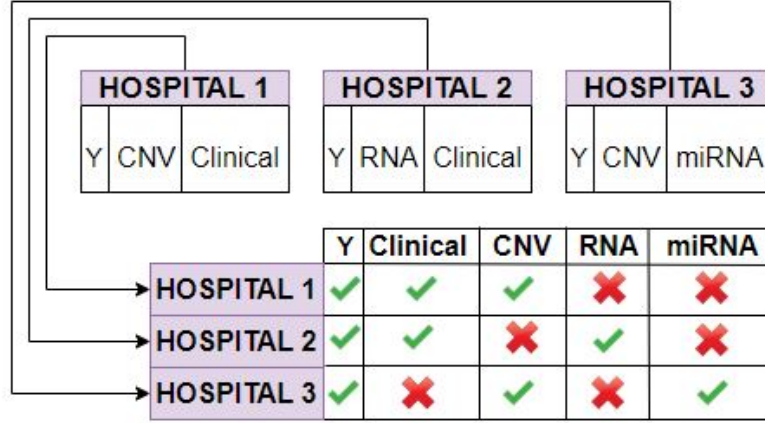 HOSPITAL 1 HOSPITAL 2 HOSPITAL 3
Y CNV Clinical Y RNA Clinical Y CNV miRNA
Y Clinical CNV RNA miRNA
HOSPITAL 1
HOSPITAL 2
HOSPITAL 3